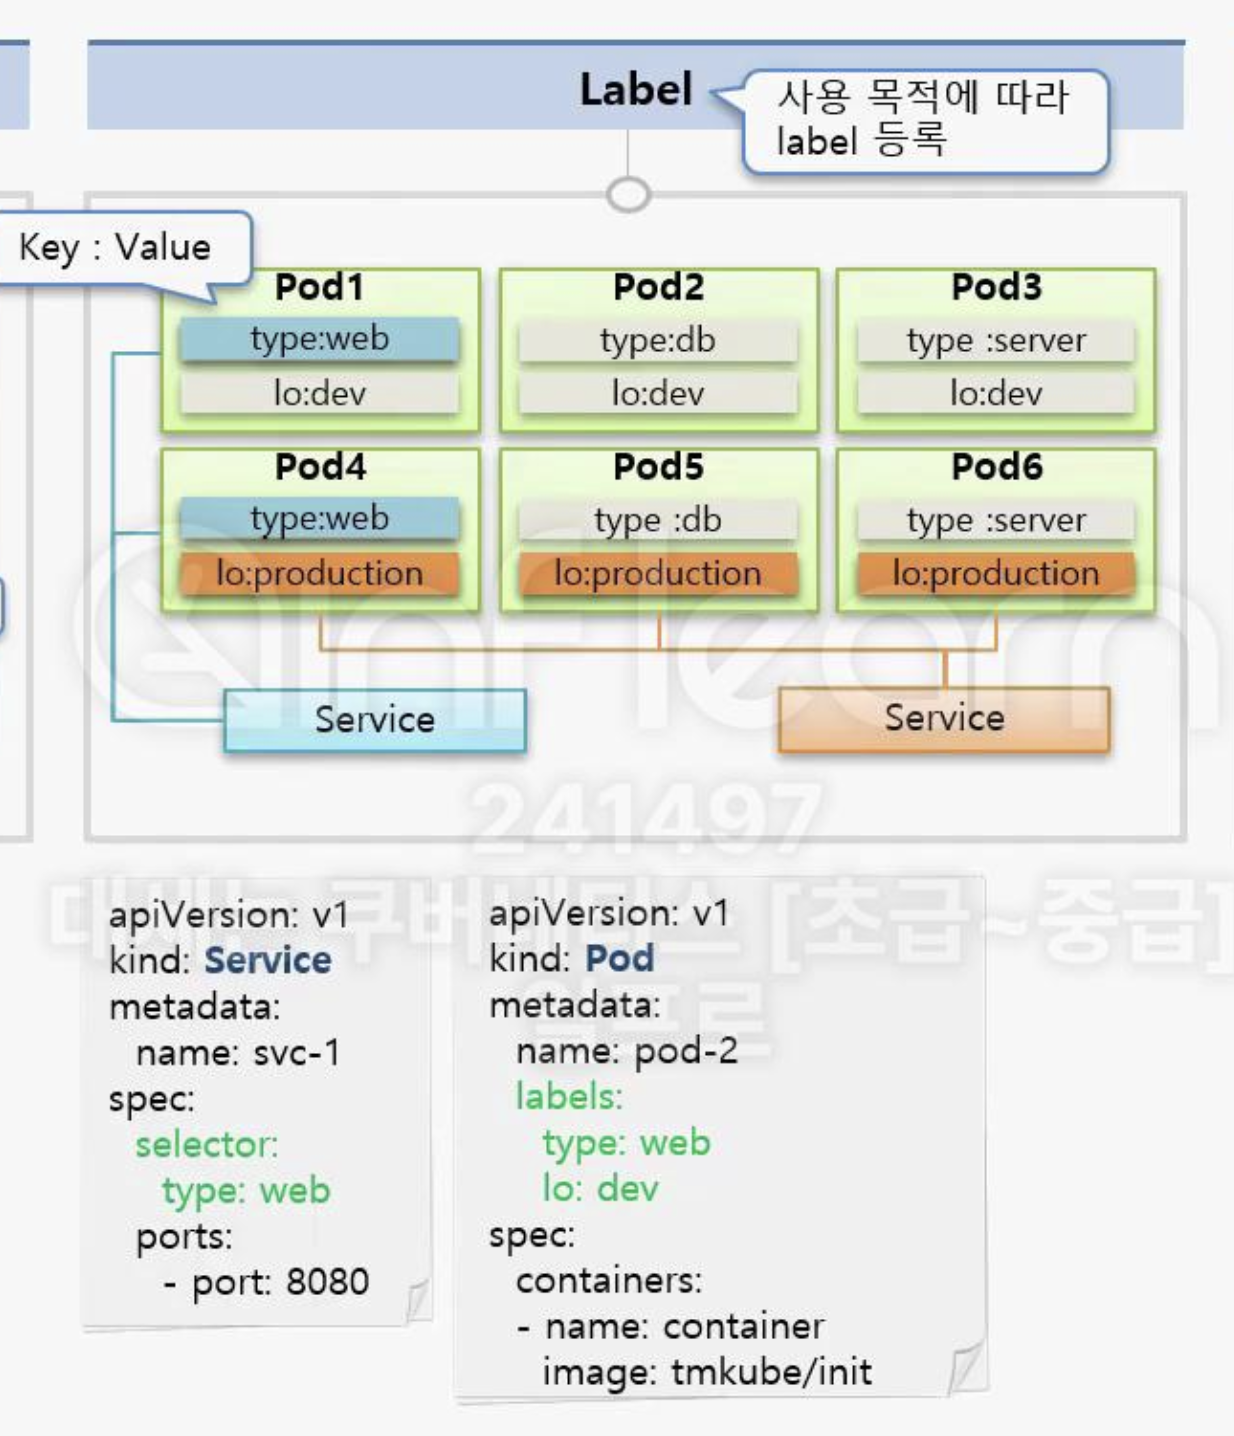 Label
사용 목적에 따라
label 등록
Key : Value
Pod1
type:web
lo:dev
Pod2
type:db
lo:dev
Pod3
type :server
lo:dev
Pod4
type:web
lo:production
Pod5
type :db
lo:production
Pod6
type :server
lo:production
Service
Service
inflearn
241497
대세는 쿠버네티스 [초급~중급]
일프로
apiVersion: v1
kind: Service
metadata:
name: svc-1
spec:
selector:
type: web
ports:
- port: 8080
apiVersion: v1
kind: Pod
metadata:
name: pod-2
labels:
type: web
lo: dev
spec:
containers:
- name: container
image: tmkube/init